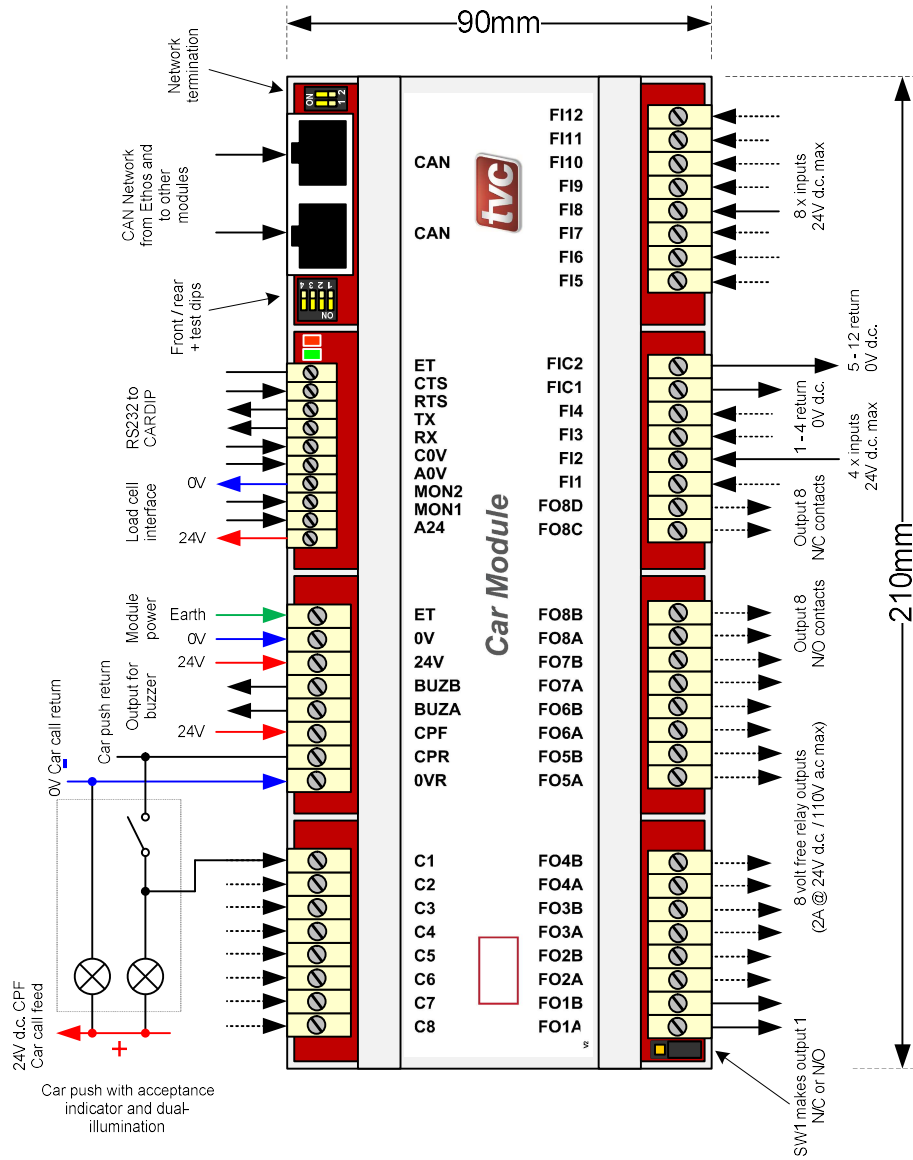 90mm
Network
termination
ON
1 2
CAN Network
from Ethos and
to other
modules
Front / rear
+ test dips
1 2 3 4
ON
RS232 to
CARDIP
0V
Load cell
interface
24V
Module
power
Earth
0V
24V
Output for
buzzer
24V
Car push return
0V Car call return
-
24V d.c. CPF
Car call feed
+
Car push with acceptance
indicator and dual-
illumination
CAN
CAN
tvc
Car Module
ET
CTS
RTS
TX
RX
C0V
A0V
MON2
MON1
A24
ET
0V
24V
BUZB
BUZA
CPF
CPR
0VR
C1
C2
C3
C4
C5
C6
C7
C8
FI12
FI11
FI10
FI9
FI8
FI7
FI6
FI5
FIC2
FIC1
FI4
FI3
FI2
FI1
FO8D
FO8C
FO8B
FO8A
FO7B
FO7A
FO6B
FO6A
FO5B
FO5A
FO4B
FO4A
FO3B
FO3A
FO2B
FO2A
FO1B
FO1A
V2
8 x inputs
24V d.c. max
5 - 12 return
0V d.c.
1 - 4 return
0V d.c.
4 x inputs
24V d.c. max
Output 8
N/C contacts
Output 8
N/O contacts
8 volt free relay outputs
(2A @ 24V d.c. / 110V a.c max)
SW1 makes output 1
N/C or N/O
210mm